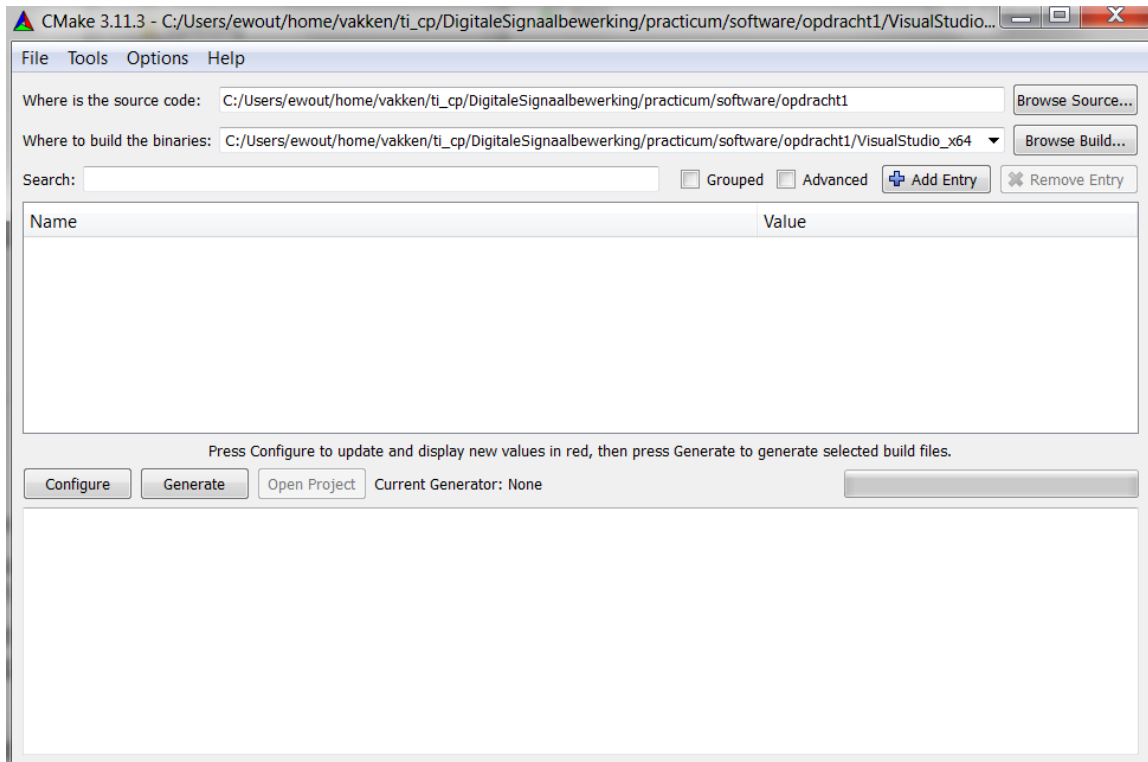 CMake 3.11.3 - C:/Users/ewout/home/vakken/ti_cp/DigitaleSignaalbewerking/practicum/software/opdracht1/VisualStudio...
File Tools Options Help
Where is the source code: C:/Users/ewout/home/vakken/ti_cp/DigitaleSignaalbewerking/practicum/software/opdracht1 Browse Source...
Where to build the binaries: C:/Users/ewout/home/vakken/ti_cp/DigitaleSignaalbewerking/practicum/software/opdracht1/VisualStudio_x64 Browse Build...
Search: Grouped Advanced Add Entry Remove Entry
Name Value
Press Configure to update and display new values in red, then press Generate to generate selected build files.
Configure Generate Open Project Current Generator: None